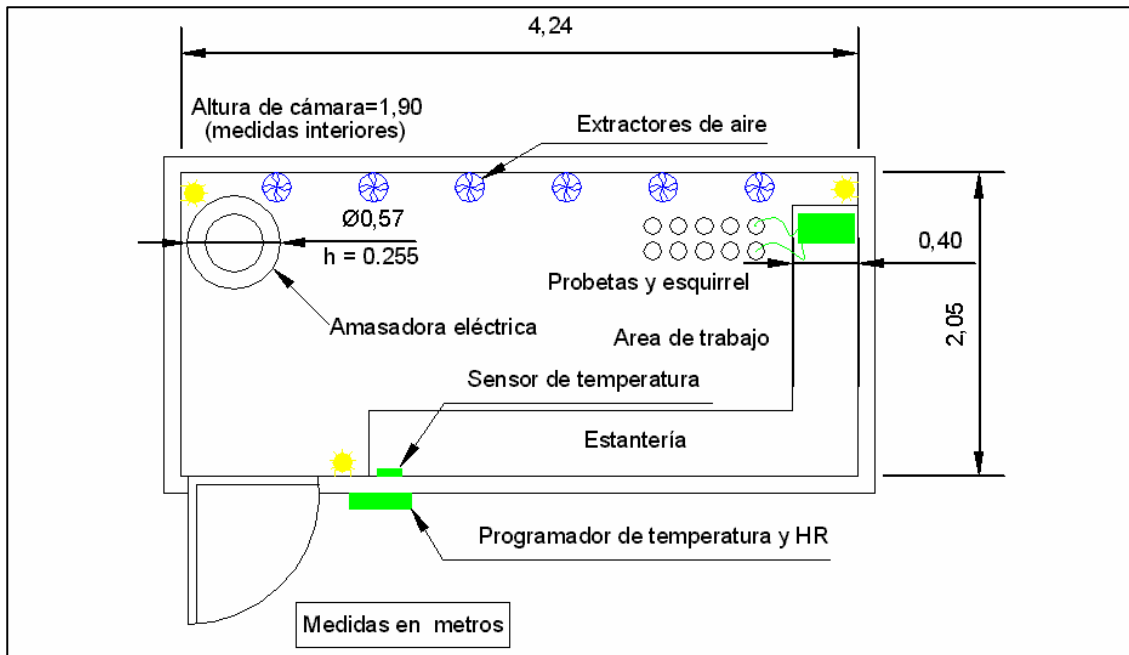 4,24
Altura de cámara=1,90
(medidas interiores)
Extractores de aire
Ø0,57
h = 0.255
0,40
Probetas y esquirrel
Amasadora eléctrica
Area de trabajo
2,05
Sensor de temperatura
Estantería
Programador de temperatura y HR
Medidas en metros